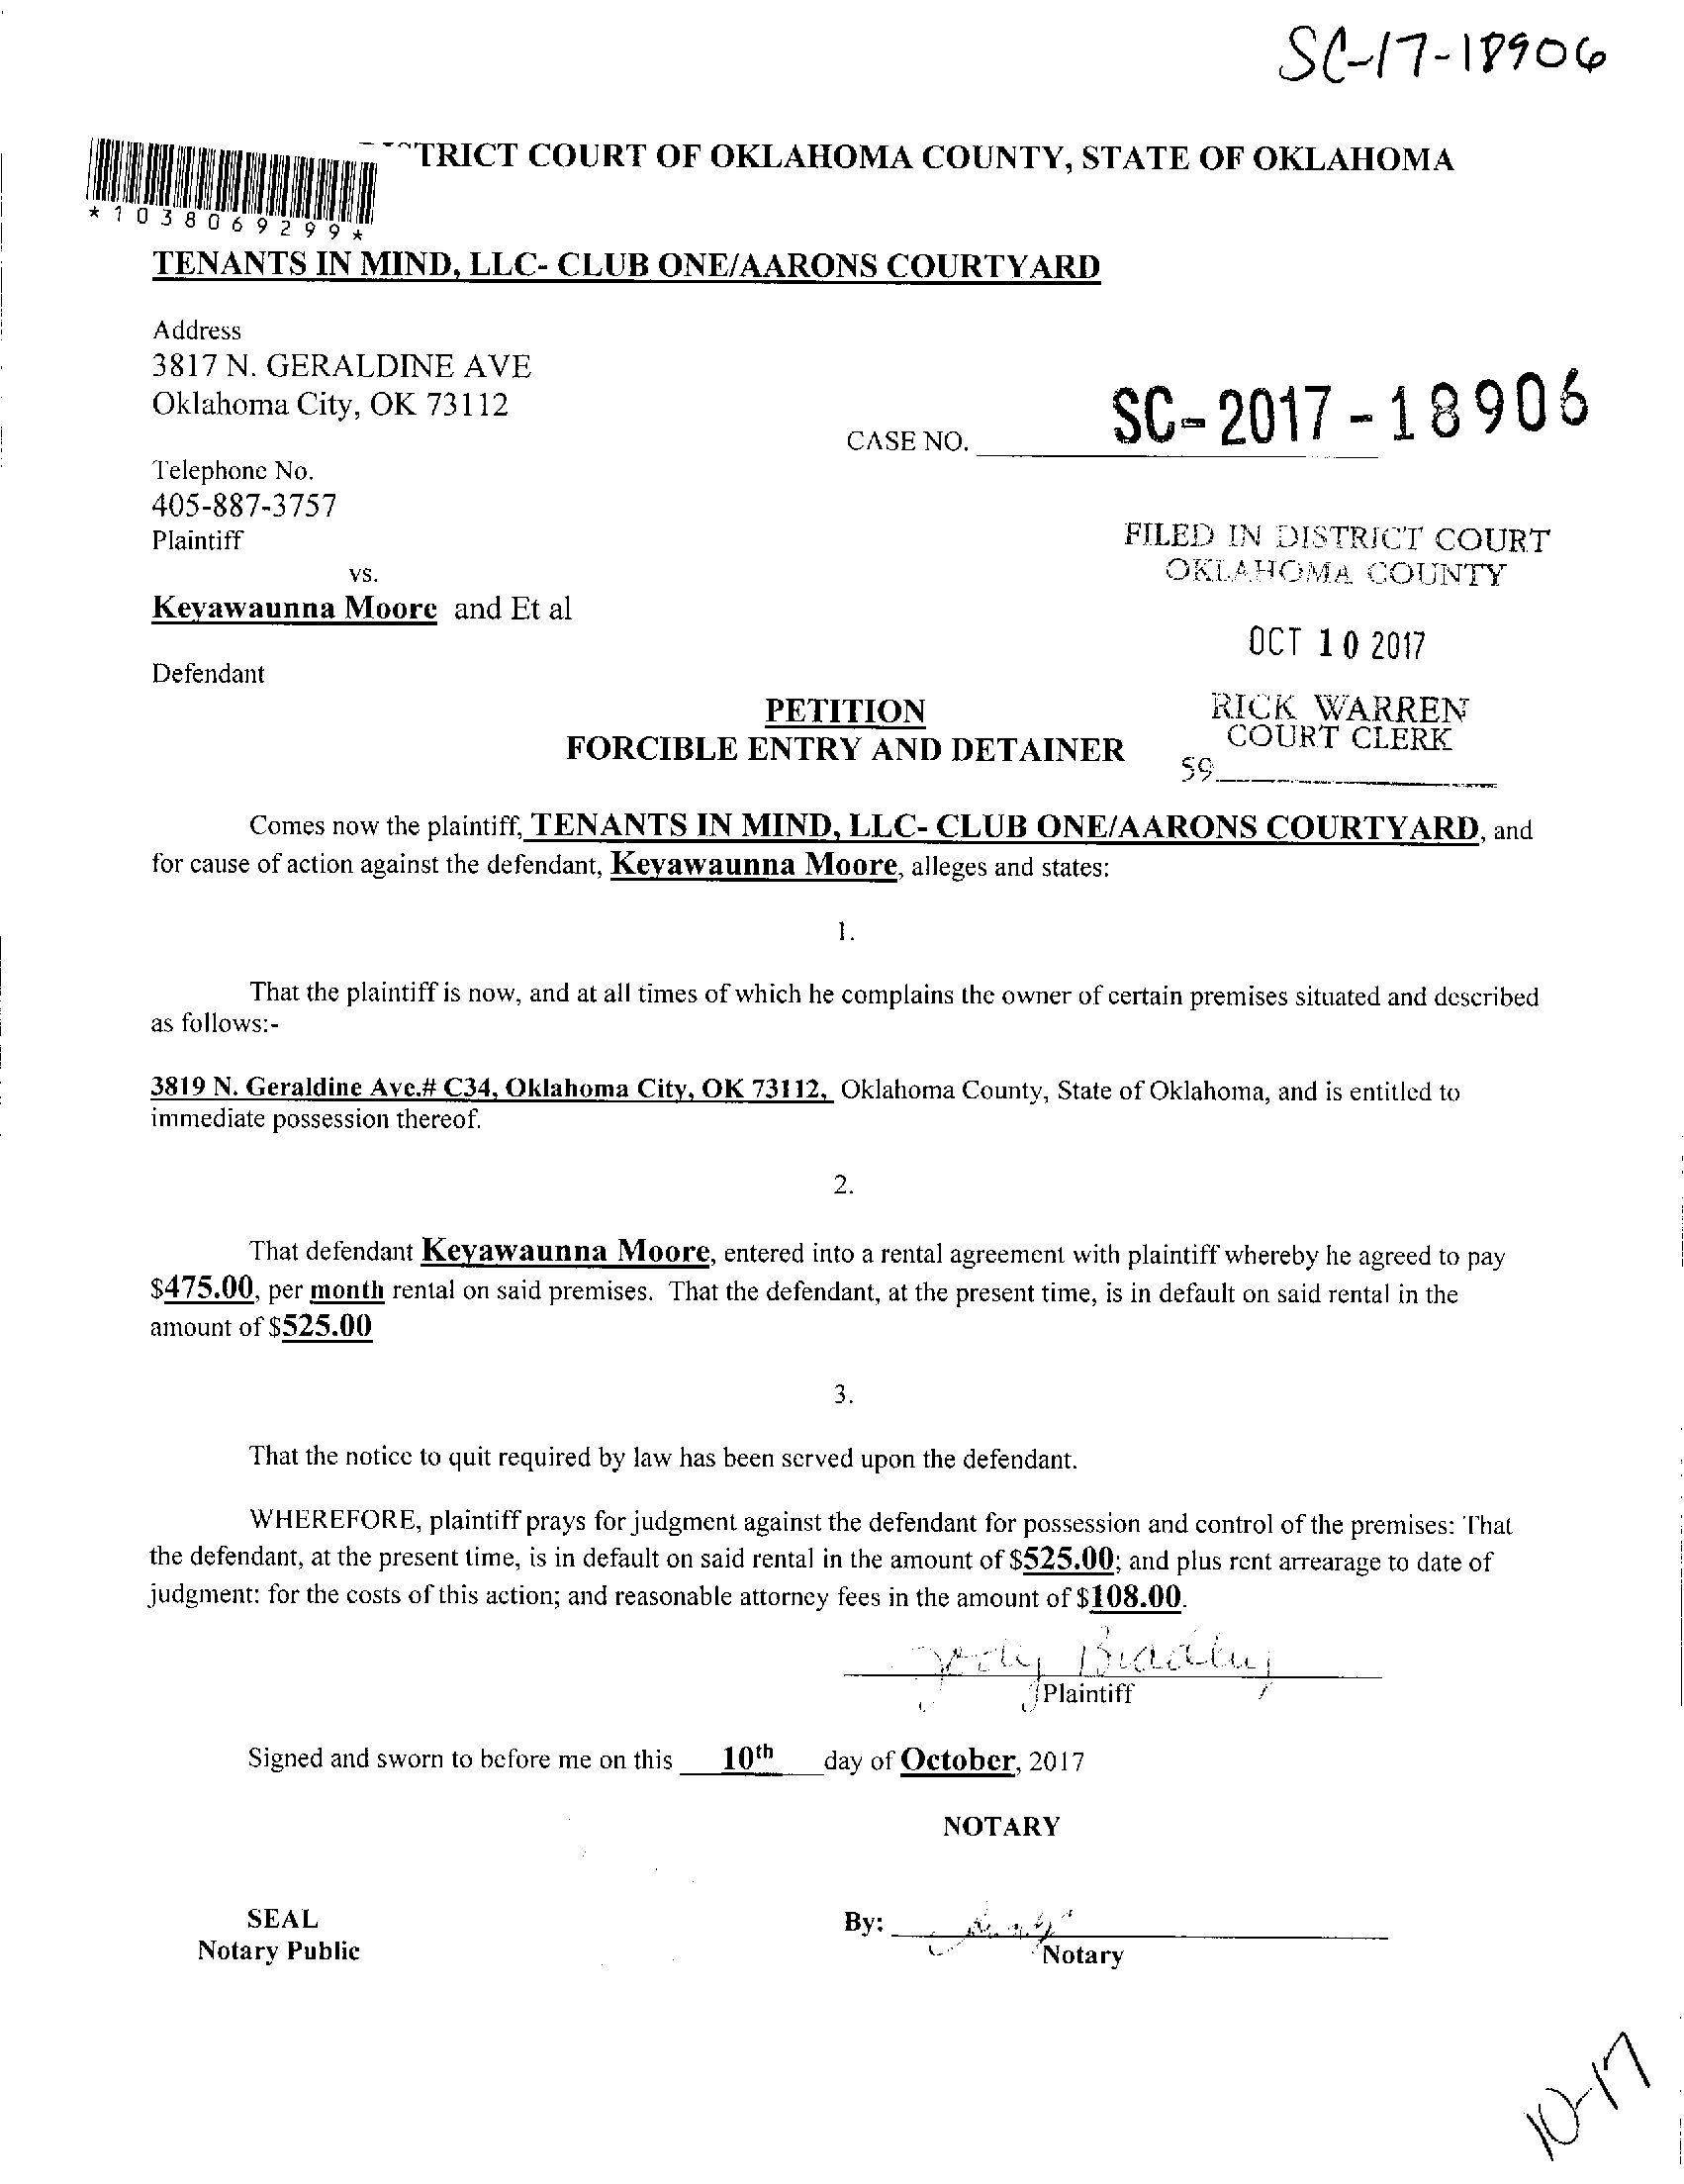 SC-17-18906
TRICT COURT OF OKLAHOMA COUNTY, STATE OF OKLAHOMA
*1038069299*
TENANTS IN MIND, LLC- CLUB ONE/AARONS COURTYARD
Address
3817 N. GERALDINE AVE
Oklahoma City, OK 73112
CASE NO. SC-2017-18906
Telephone No.
405-887-3757
Plaintiff
FILED IN DISTRICT COURT
OKLAHOMA COUNTY
vs.
Keyawaunna Moore and Et al
OCT 10 2017
Defendant
PETITION
RICK WARREN
COURT CLERK
FORCIBLE ENTRY AND DETAINER
59
Comes now the plaintiff, TENANTS IN MIND, LLC- CLUB ONE/AARONS COURTYARD, and
for cause of action against the defendant, Keyawaunna Moore, alleges and states:
1.
That the plaintiff is now, and at all times of which he complains the owner of certain premises situated and described
as follows:-
3819 N. Geraldine Ave.# C34, Oklahoma City, OK 73112, Oklahoma County, State of Oklahoma, and is entitled to
immediate possession thereof.
2.
That defendant Keyawaunna Moore, entered into a rental agreement with plaintiff whereby he agreed to pay
$475.00, per month rental on said premises. That the defendant, at the present time, is in default on said rental in the
amount of $525.00
3.
That the notice to quit required by law has been served upon the defendant.
WHEREFORE, plaintiff prays for judgment against the defendant for possession and control of the premises: That
the defendant, at the present time, is in default on said rental in the amount of $525.00; and plus rent arrearage to date of
judgment: for the costs of this action; and reasonable attorney fees in the amount of $108.00.
Jody Bradley
Plaintiff
Signed and sworn to before me on this 10th day of October, 2017
NOTARY
SEAL
By:
Notary Public
Notary
10-17